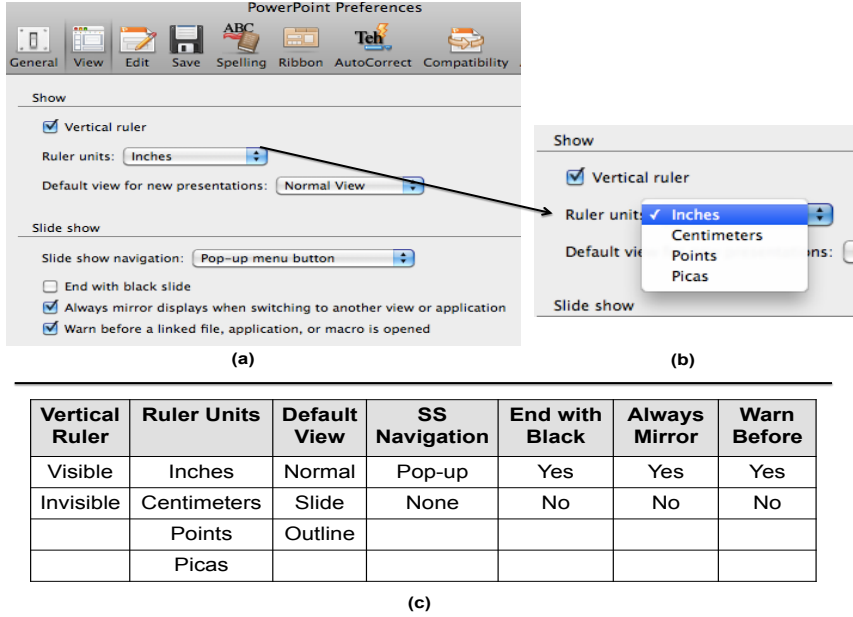 PowerPoint Preferences
ABC
Teh
General View Edit Save Spelling Ribbon AutoCorrect Compatibility
Show
Vertical ruler
Ruler units: Inches
Default view for new presentations: Normal View
Slide show
Slide show navigation: Pop-up menu button
End with black slide
Always mirror displays when switching to another view or application
Warn before a linked file, application, or macro is opened
(a)
Show
Vertical ruler
Ruler unit ✓ Inches
Centimeters
Default vie Points ns:
Picas
Slide show
(b)
Vertical Ruler Units Default SS End with Always Warn
Ruler View Navigation Black Mirror Before
Visible Inches Normal Pop-up Yes Yes Yes
Invisible Centimeters Slide None No No No
Points Outline
Picas
(c)